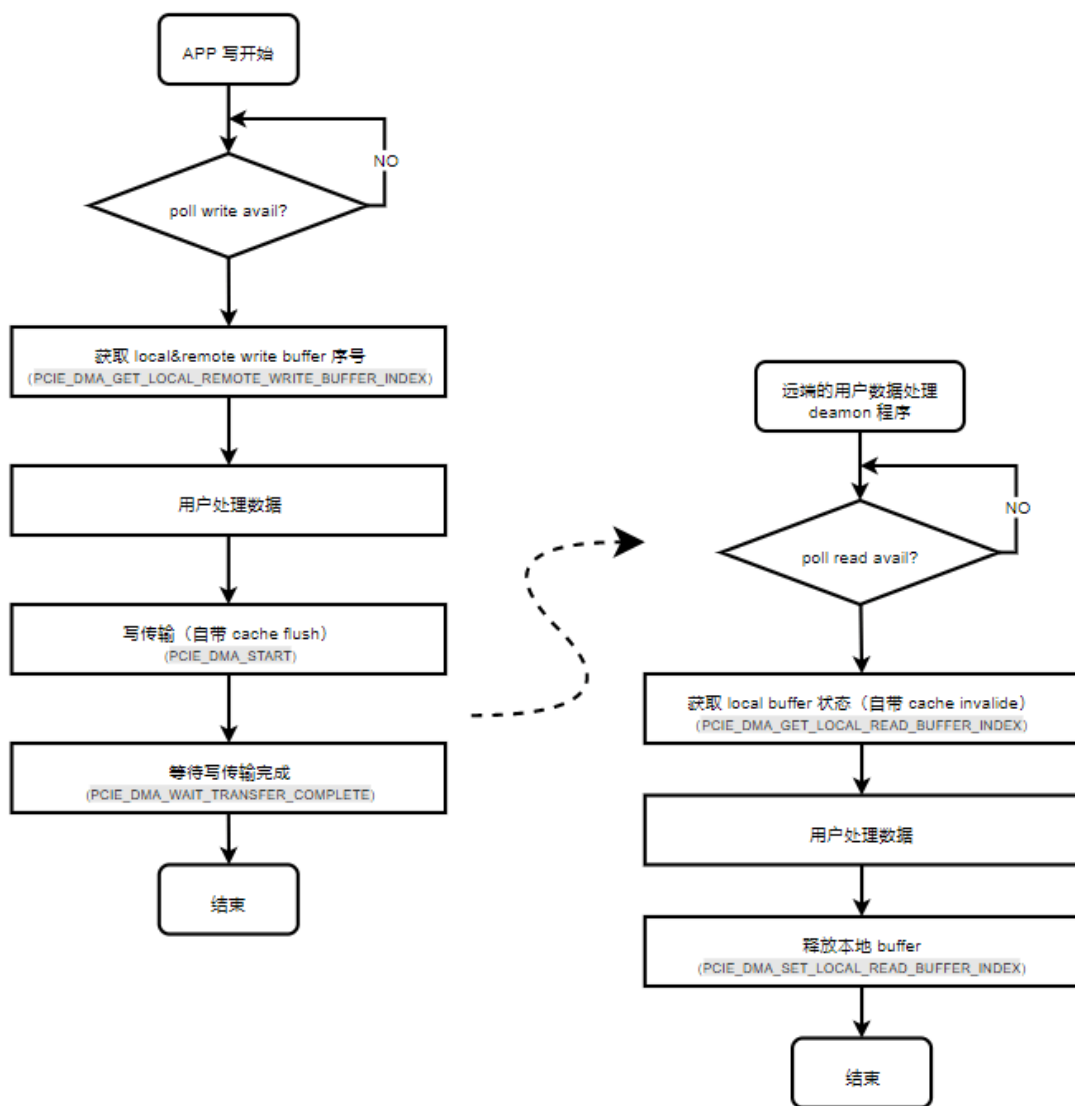 APP 写开始
NO
poll write avail?
获取 local&remote write buffer 序号
(PCIE_DMA_GET_LOCAL_REMOTE_WRITE_BUFFER_INDEX)
用户处理数据
写传输（自带 cache flush）
(PCIE_DMA_START)
等待写传输完成
(PCIE_DMA_WAIT_TRANSFER_COMPLETE)
结束
远端的用户数据处理
deamon 程序
NO
poll read avail?
获取 local buffer 状态（自带 cache invalide）
(PCIE_DMA_GET_LOCAL_READ_BUFFER_INDEX)
用户处理数据
释放本地 buffer
(PCIE_DMA_SET_LOCAL_READ_BUFFER_INDEX)
结束